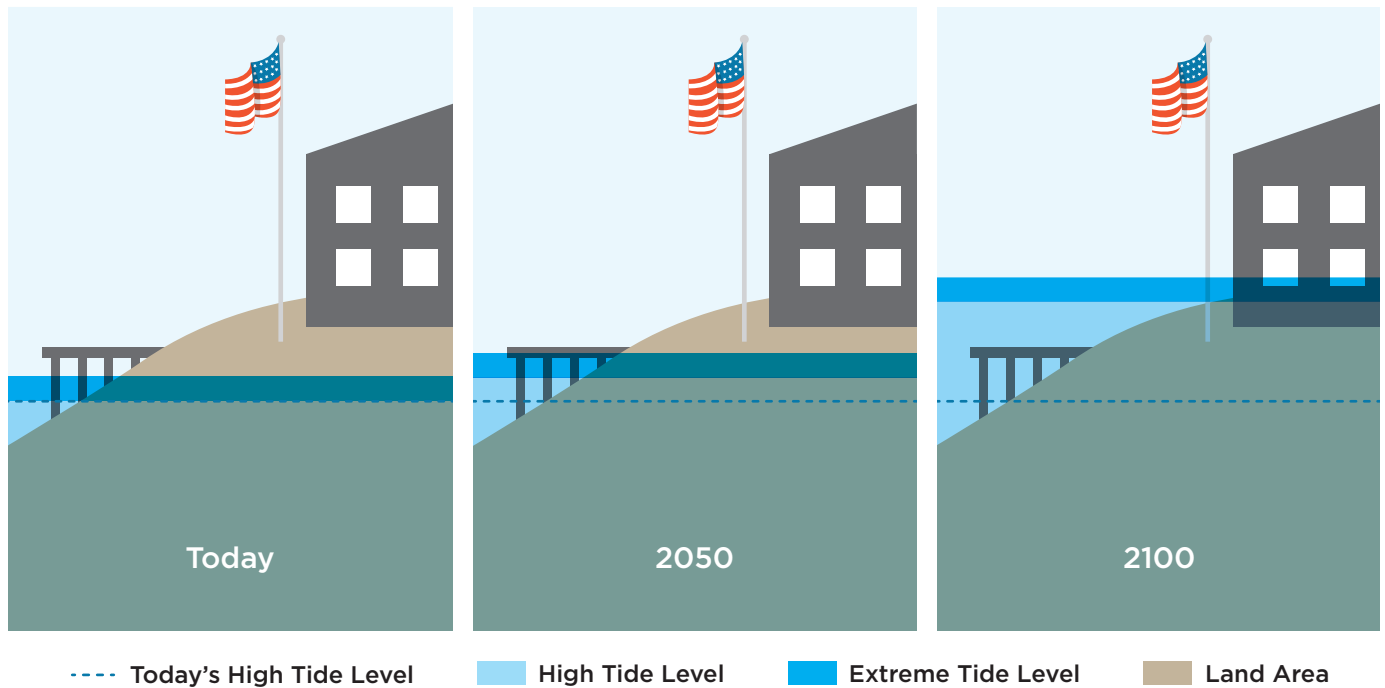 Today
2050
2100
Today's High Tide Level
High Tide Level
Extreme Tide Level
Land Area